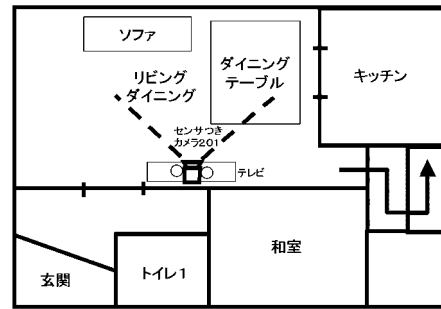 ソファ
ダイニング
テーブル
キッチン
リビング
ダイニング
センサつき
カメラ201
テレビ
和室
玄関
トイレ1